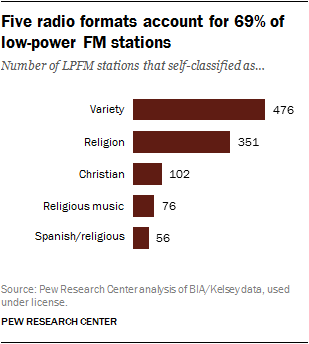 Five radio formats account for 69% of
low-power FM stations
Number of LPFM stations that self-classified as...
Variety 476
Religion 351
Christian 102
Religious music 76
Spanish/religious 56
Source: Pew Research Center analysis of BIA/Kelsey data, used
under license.
PEW RESEARCH CENTER